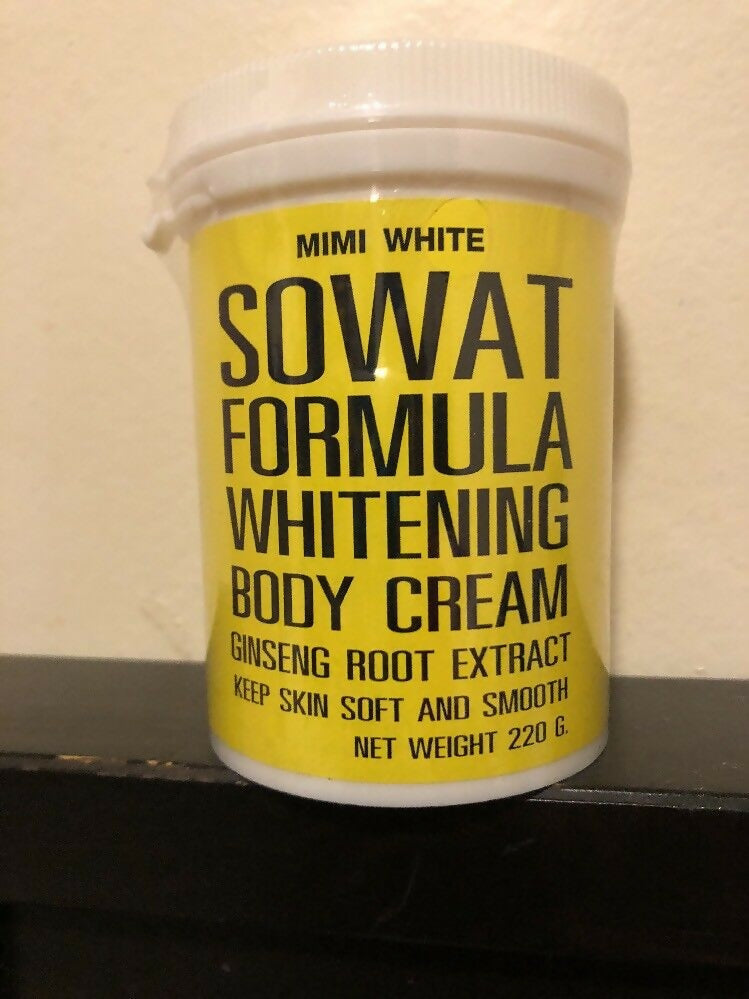 MIMI WHITE
SOWAT
FORMULA
WHITENING
BODY CREAM
GINSENG ROOT EXTRACT
KEEP SKIN SOFT AND SMOOTH
NET WEIGHT 220 G.